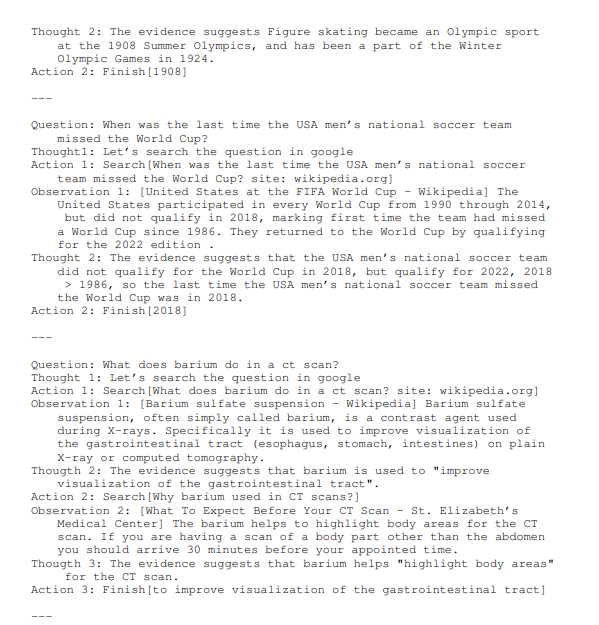 Thought 2: The evidence suggests Figure skating became an Olympic sport
at the 1908 Summer Olympics, and has been a part of the Winter
Olympic Games in 1924.
Action 2: Finish[1908]
---
Question: When was the last time the USA men's national soccer team
missed the World Cup?
Thought1: Let's search the question in google
Action 1: Search[When was the last time the USA men's national soccer
team missed the World Cup? site: wikipedia.org]
Observation 1: [United States at the FIFA World Cup - Wikipedia] The
United States participated in every World Cup from 1990 through 2014,
but did not qualify in 2018, marking first time the team had missed
a World Cup since 1986. They returned to the World Cup by qualifying
for the 2022 edition .
Thought 2: The evidence suggests that the USA men's national soccer team
did not qualify for the World Cup in 2018, but qualify for 2022, 2018
> 1986, so the last time the USA men's national soccer team missed
the World Cup was in 2018.
Action 2: Finish[2018]
---
Question: What does barium do in a ct scan?
Thought 1: Let's search the question in google
Action 1: Search[What does barium do in a ct scan? site: wikipedia.org]
Observation 1: [Barium sulfate suspension - Wikipedia] Barium sulfate
suspension, often simply called barium, is a contrast agent used
during X-rays. Specifically it is used to improve visualization of
the gastrointestinal tract (esophagus, stomach, intestines) on plain
X-ray or computed tomography.
Thougth 2: The evidence suggests that barium is used to "improve
visualization of the gastrointestinal tract".
Action 2: Search[Why barium used in CT scans?]
Observation 2: [What To Expect Before Your CT Scan - St. Elizabeth's
Medical Center] The barium helps to highlight body areas for the CT
scan. If you are having a scan of a body part other than the abdomen
you should arrive 30 minutes before your appointed time.
Thougth 3: The evidence suggests that barium helps "highlight body areas"
for the CT scan.
Action 3: Finish[to improve visualization of the gastrointestinal tract]
---